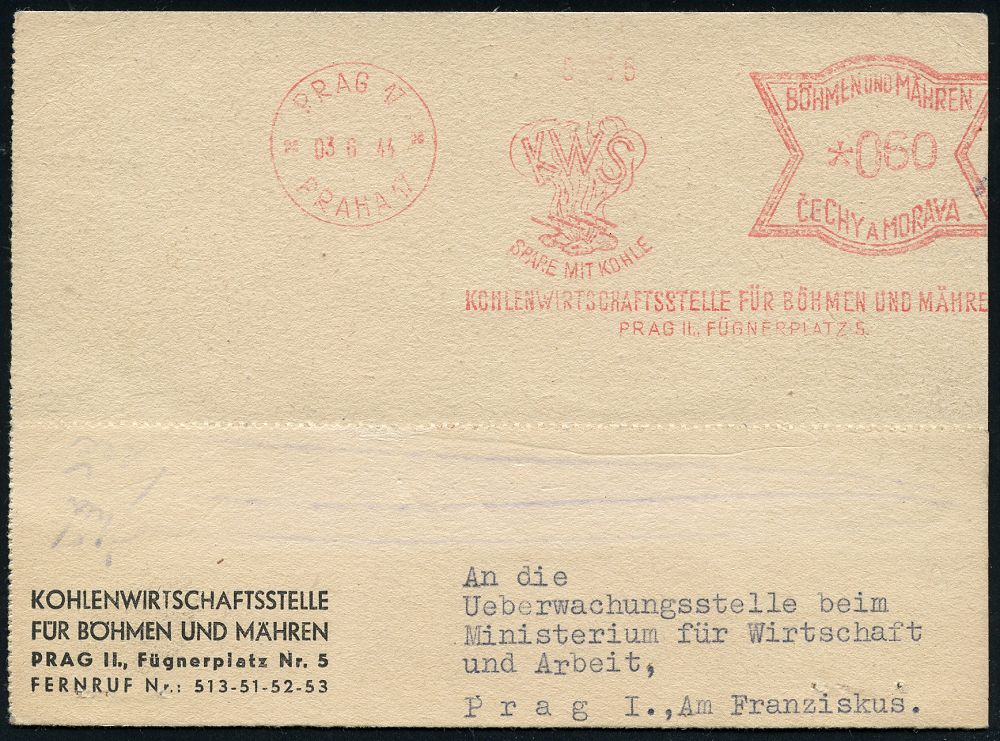 PRAG 17
03 6 44
PRAHA 17
KWS
SPARE MIT KOHLE
BÖHMEN UND MÄHREN
*060
ČECHY A MORAVA
KOHLENWIRTSCHAFTSSTELLE FÜR BÖHMEN UND MÄHRE
PRAG II., FÜGNERPLATZ 5.
KOHLENWIRTSCHAFTSSTELLE
FÜR BÖHMEN UND MÄHREN
PRAG II., Fügnerplatz Nr. 5
FERNRUF Nr.: 513-51-52-53
An die
Ueberwachungsstelle beim
Ministerium für Wirtschaft
und Arbeit,
P r a g  I.,Am Franziskus.